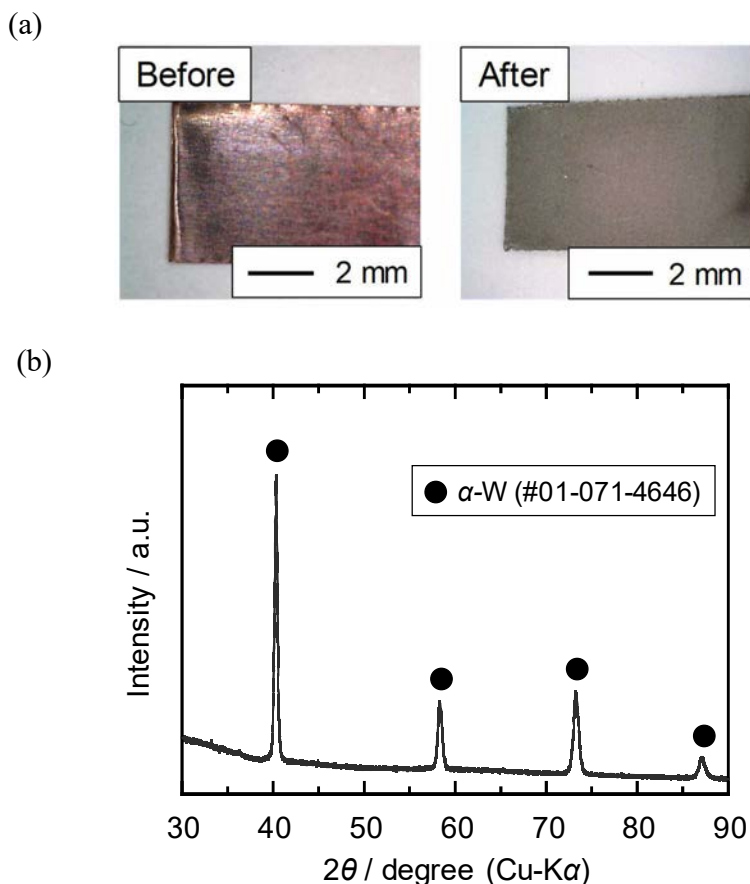 (a)
Before
After
2 mm
2 mm
(b)
α-W (#01-071-4646)
Intensity / a.u.
30 40 50 60 70 80 90
2θ / degree (Cu-Kα)